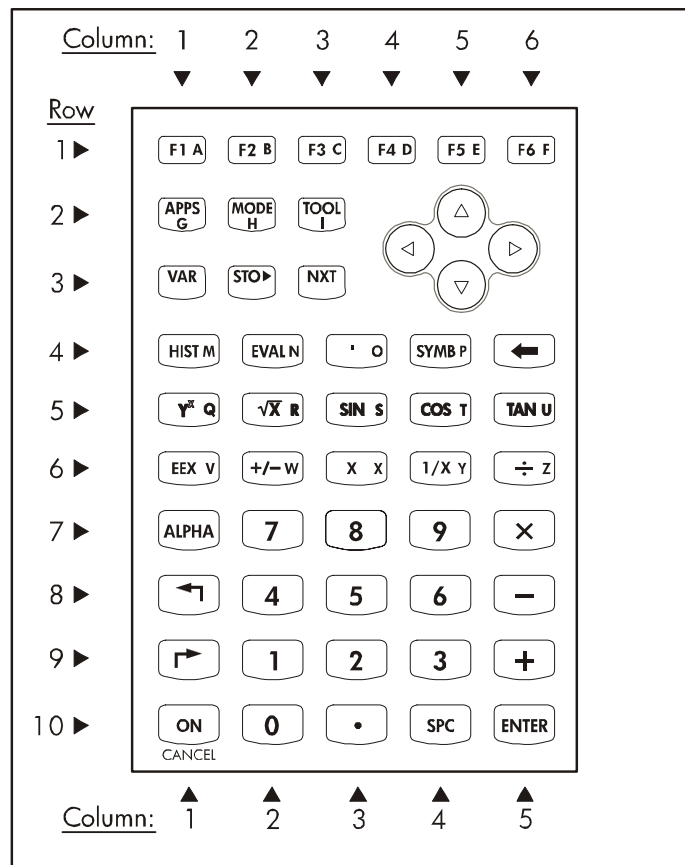 Column: 1 2 3 4 5 6
Row
1 F1 A F2 B F3 C F4 D F5 E F6 F
2 APPS G MODE H TOOL I
3 VAR STO▶ NXT
4 HIST M EVAL N ' O SYMB P
5 Yˣ Q √X R SIN S COS T TAN U
6 EEX V +/− W X X 1/X Y ÷ Z
7 ALPHA 7 8 9 ×
8 4 5 6 −
9 1 2 3 +
10 ON 0 • SPC ENTER
CANCEL
Column: 1 2 3 4 5